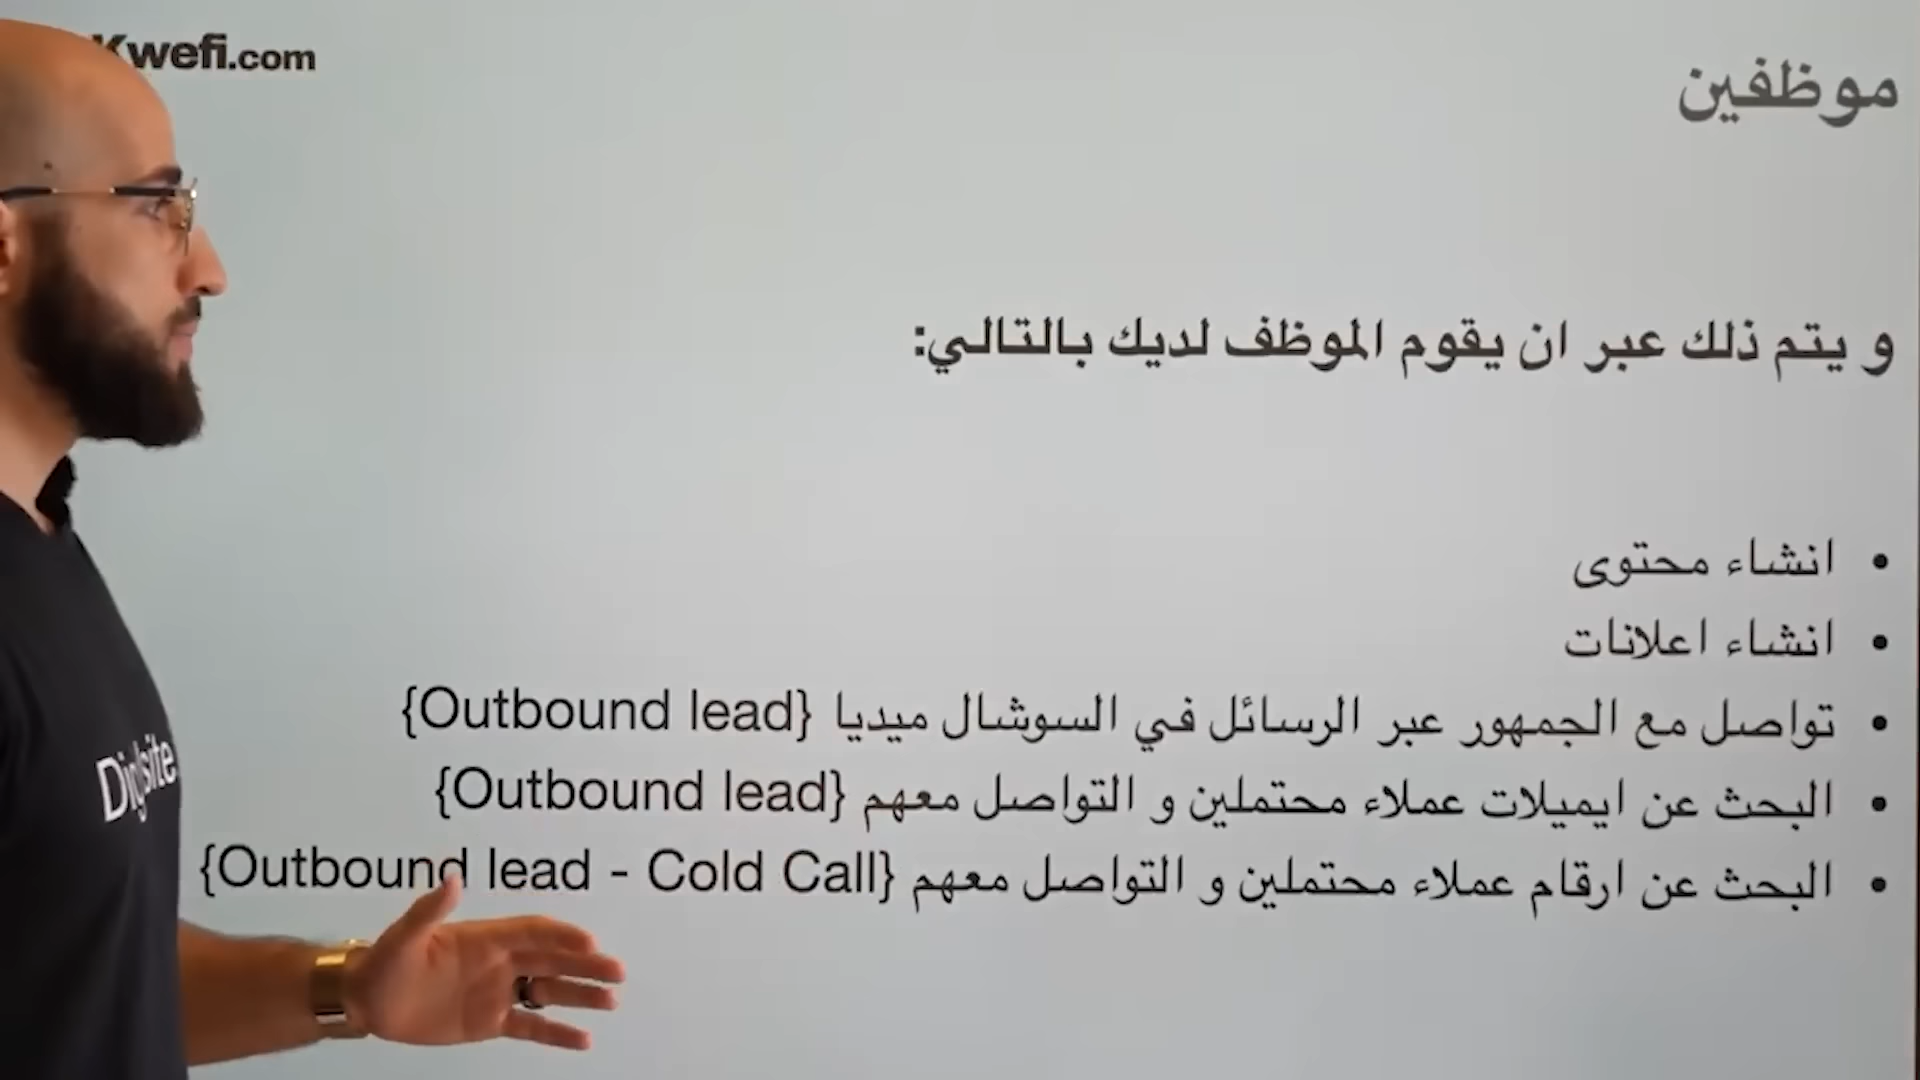 Kwefi.com
موظفين
و يتم ذلك عبر ان يقوم الموظف لديك بالتالي:
• انشاء محتوى
• انشاء اعلانات
• تواصل مع الجمهور عبر الرسائل في السوشال ميديا {Outbound lead}
• البحث عن ايميلات عملاء محتملين و التواصل معهم {Outbound lead}
• البحث عن ارقام عملاء محتملين و التواصل معهم {Outbound lead - Cold Call}